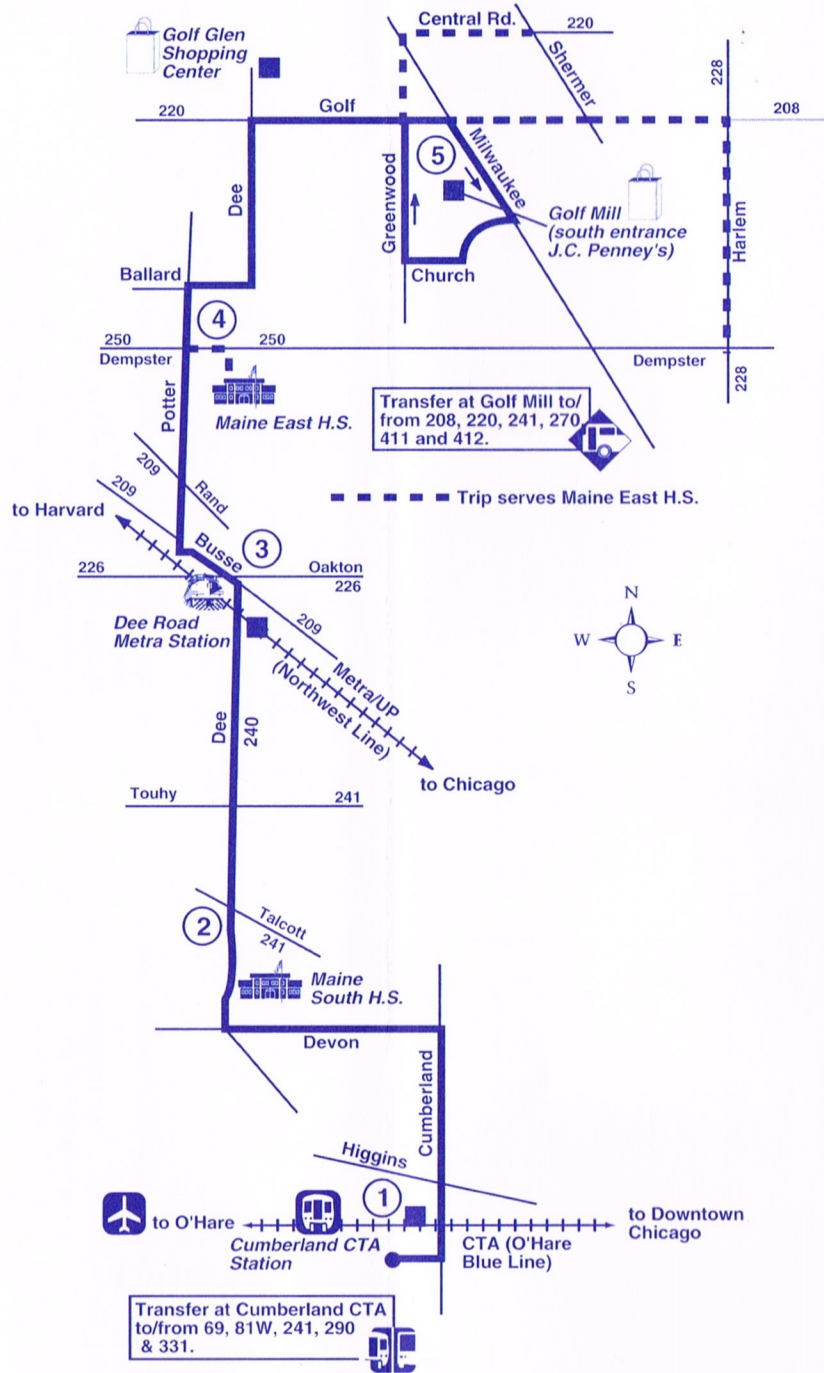 Central Rd.
220
Golf Glen
Shopping
Center
Shermer
228
220
Golf
208
5
Milwaukee
Dee
Greenwood
Golf Mill
(south entrance
J.C. Penney's)
Harlem
Ballard
Church
4
250
250
Dempster
Dempster
228
Maine East H.S.
Potter
Transfer at Golf Mill to/
from 208, 220, 241, 270
411 and 412.
209
Rand
209
to Harvard
Trip serves Maine East H.S.
Busse
3
226
Oakton
226
Dee Road
Metra Station
209
Metra/UP
(Northwest Line)
N
W
E
S
Dee
240
to Chicago
Touhy
241
2
Talcott
241
Maine
South H.S.
Devon
Cumberland
Higgins
1
to O'Hare
to Downtown
Chicago
Cumberland CTA
Station
CTA (O'Hare
Blue Line)
Transfer at Cumberland CTA
to/from 69, 81W, 241, 290
& 331.